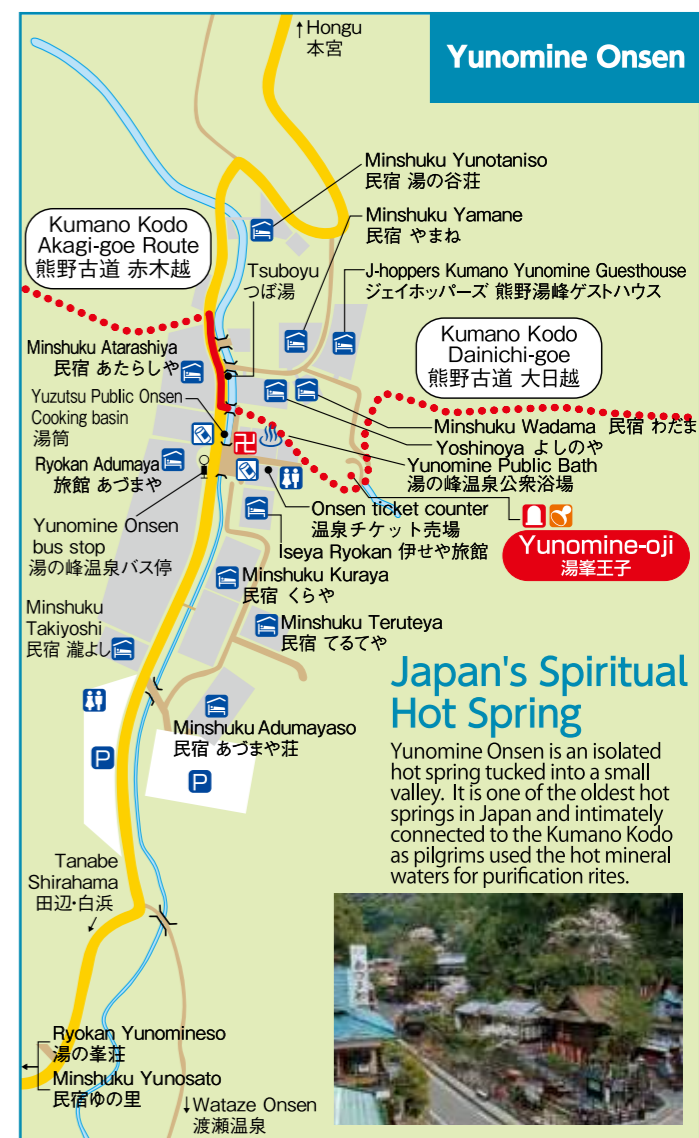 ↑Hongu
本宮
Yunomine Onsen
Minshuku Yunotaniso
民宿 湯の谷荘
Minshuku Yamane
民宿 やまね
Kumano Kodo
Akagi-goe Route
熊野古道 赤木越
Tsuboyu
つぼ湯
J-hoppers Kumano Yunomine Guesthouse
ジェイホッパーズ 熊野湯峰ゲストハウス
Kumano Kodo
Dainichi-goe
熊野古道 大日越
Minshuku Atarashiya
民宿 あたらしや
Yuzutsu Public Onsen
Cooking basin
湯筒
Minshuku Wadama 民宿 わだま
Yoshinoya よしのや
Yunomine Public Bath
湯の峰温泉公衆浴場
卍
Ryokan Adumaya
旅館 あづまや
Onsen ticket counter
温泉チケット売場
Yunomine Onsen
bus stop
湯の峰温泉バス停
Iseya Ryokan 伊せや旅館
Yunomine-oji
湯峯王子
Minshuku Kuraya
民宿 くらや
Minshuku
Takiyoshi
民宿 瀧よし
Minshuku Teruteya
民宿 てるてや
Minshuku Adumayaso
民宿 あづまや荘
P
P
Japan's Spiritual
Hot Spring
Yunomine Onsen is an isolated
hot spring tucked into a small
valley. It is one of the oldest hot
springs in Japan and intimately
connected to the Kumano Kodo
as pilgrims used the hot mineral
waters for purification rites.
Tanabe
Shirahama
田辺・白浜
Ryokan Yunomineso
湯の峯荘
Minshuku Yunosato
民宿ゆの里
↓Wataze Onsen
渡瀬温泉